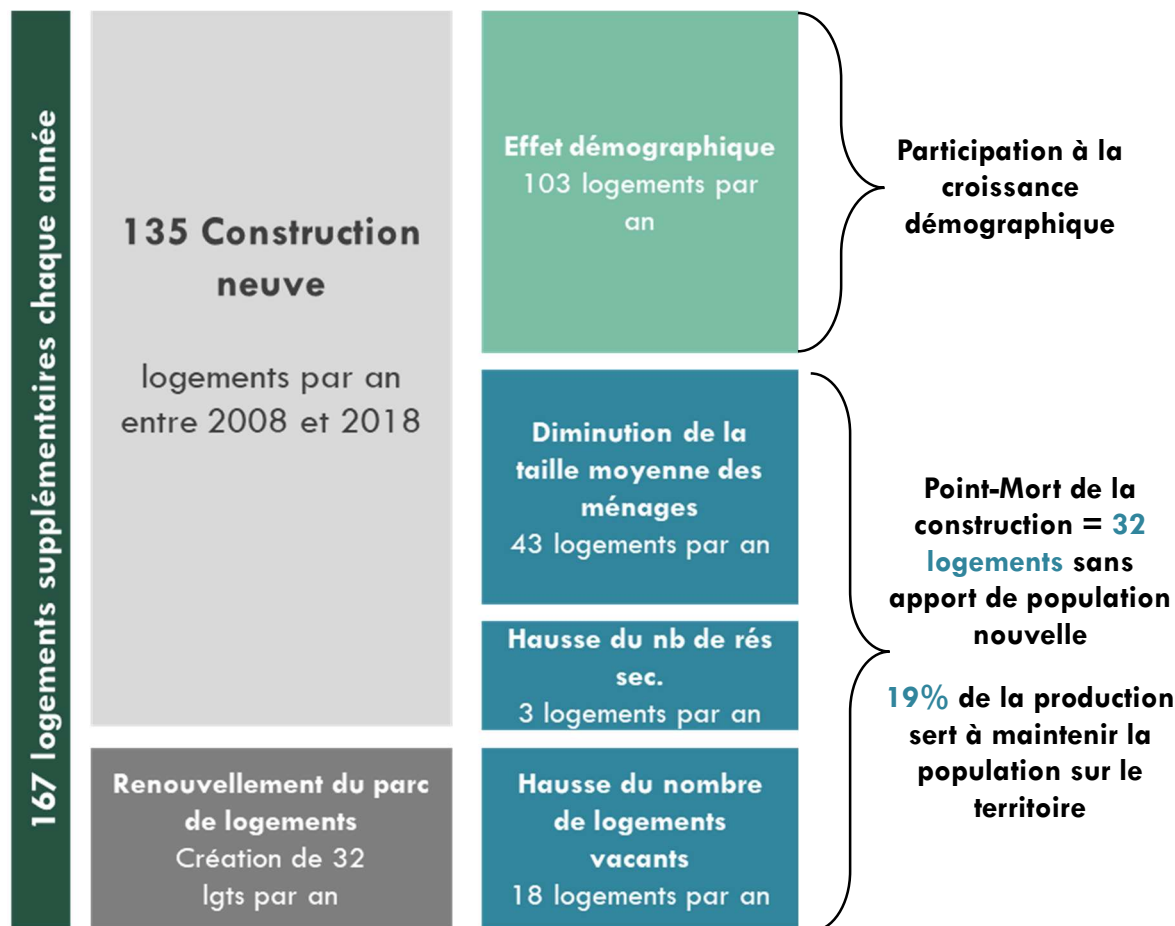 167 logements supplémentaires chaque année
135 Construction
neuve
logements par an
entre 2008 et 2018
Renouvellement du parc
de logements
Création de 32
lgts par an
Effet démographique
103 logements par
an
Diminution de la
taille moyenne des
ménages
43 logements par an
Hausse du nb de rés
sec.
3 logements par an
Hausse du nombre
de logements
vacants
18 logements par an
Participation à la
croissance
démographique
Point-Mort de la
construction = 32
logements sans
apport de population
nouvelle
19% de la production
sert à maintenir la
population sur le
territoire